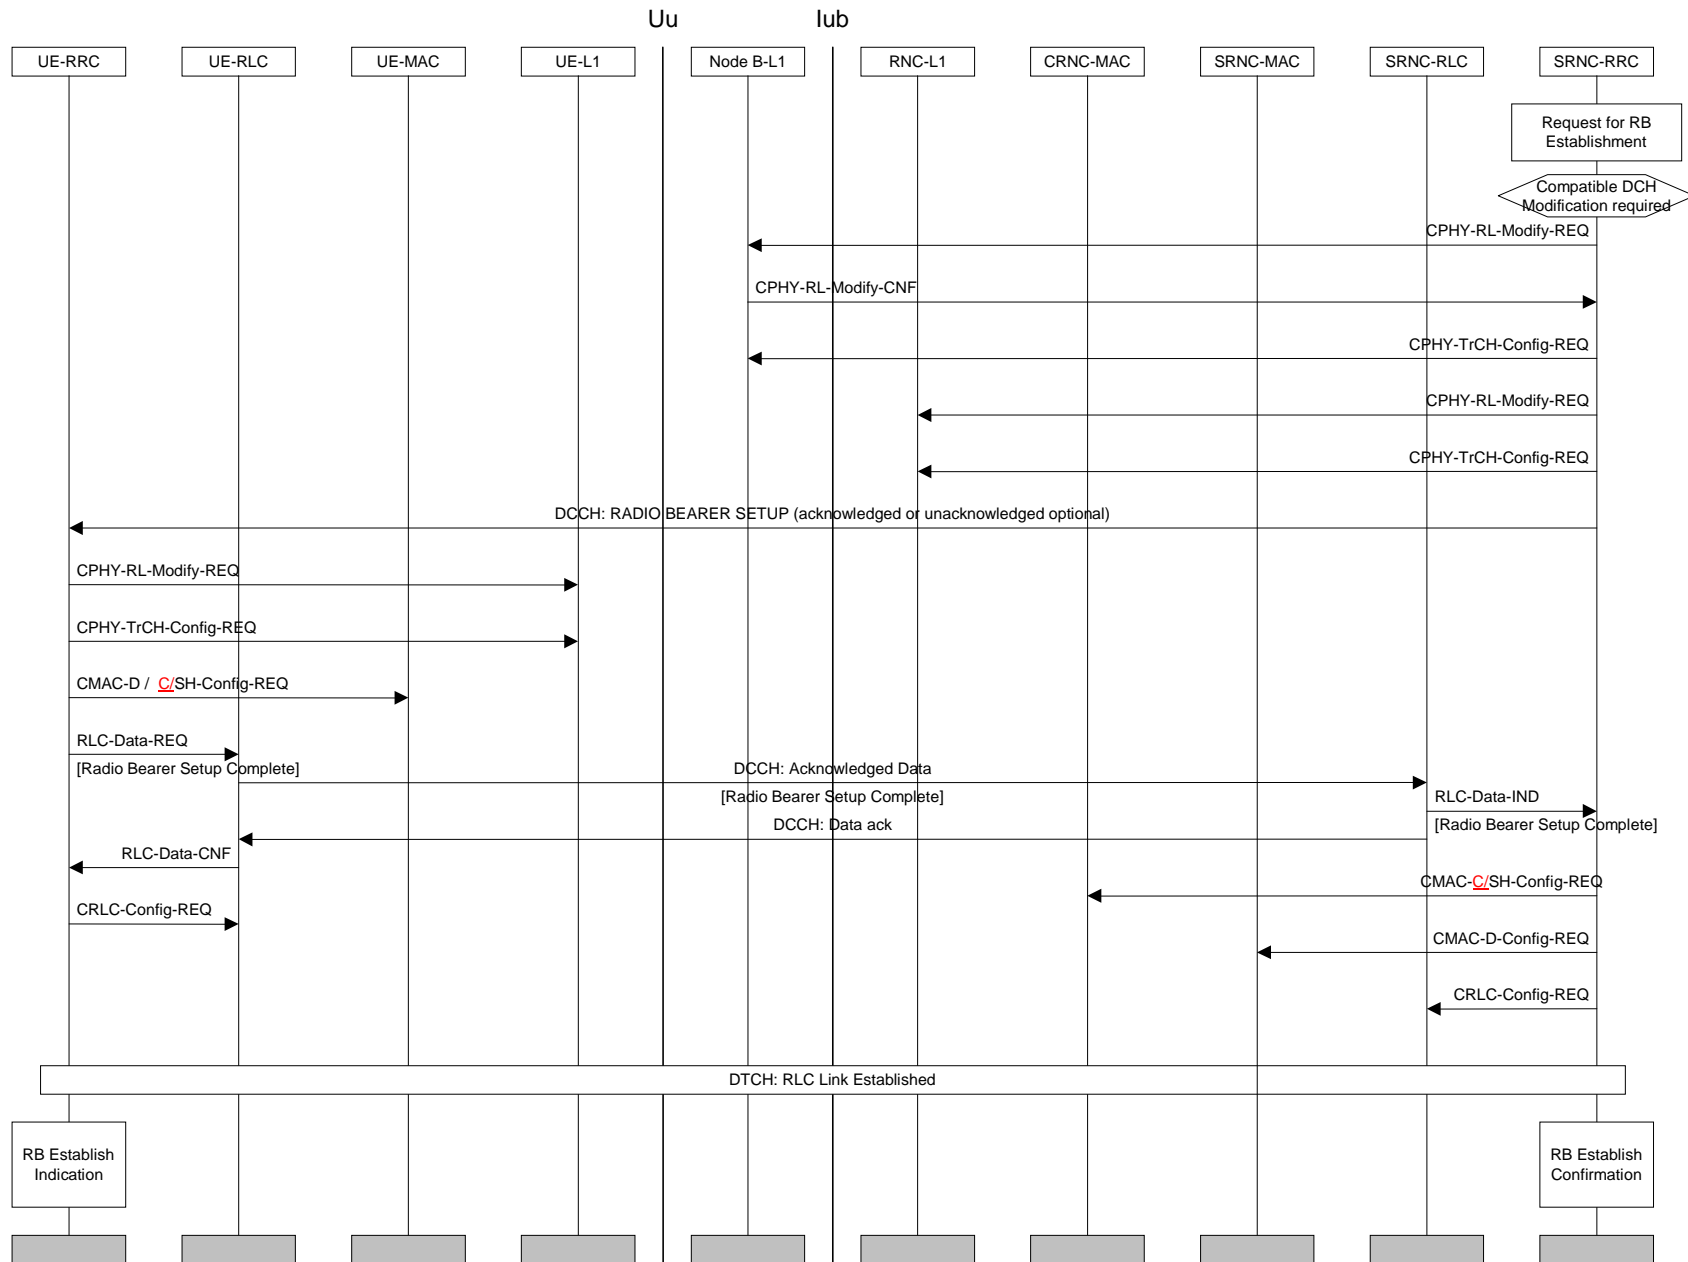 Uu
Iub
UE-RRC
UE-RLC
UE-MAC
UE-L1
Node B-L1
RNC-L1
CRNC-MAC
SRNC-MAC
SRNC-RLC
SRNC-RRC
Request for RB
Establishment
Compatible DCH
Modification required
CPHY-RL-Modify-REQ
CPHY-RL-Modify-CNF
CPHY-TrCH-Config-REQ
CPHY-RL-Modify-REQ
CPHY-TrCH-Config-REQ
DCCH: RADIO BEARER SETUP (acknowledged or unacknowledged optional)
CPHY-RL-Modify-REQ
CPHY-TrCH-Config-REQ
CMAC-D / C/SH-Config-REQ
RLC-Data-REQ
[Radio Bearer Setup Complete]
DCCH: Acknowledged Data
[Radio Bearer Setup Complete]
RLC-Data-IND
[Radio Bearer Setup Complete]
DCCH: Data ack
RLC-Data-CNF
CMAC-C/SH-Config-REQ
CRLC-Config-REQ
CMAC-D-Config-REQ
CRLC-Config-REQ
DTCH: RLC Link Established
RB Establish
Indication
RB Establish
Confirmation